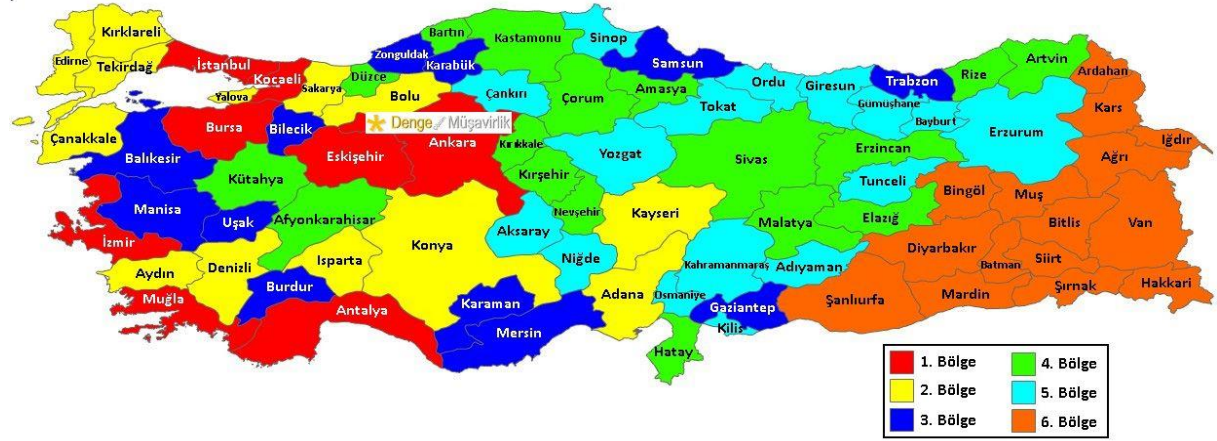 Kırklareli
Edirne
Tekirdağ
İstanbul
Kocaeli
Yalova
Sakarya
Düzce
Zonguldak
Bartın
Karabük
Kastamonu
Sinop
Samsun
Bolu
Çankırı
Çorum
Amasya
Tokat
Ordu
Giresun
Trabzon
Rize
Artvin
Ardahan
Gümüşhane
Bayburt
Erzurum
Kars
Iğdır
Ağrı
Çanakkale
Balıkesir
Bursa
Bilecik
Denge Müşavirlik
Eskişehir
Ankara
Kırıkkale
Kırşehir
Yozgat
Sivas
Erzincan
Tunceli
Bingöl
Muş
Bitlis
Van
Kütahya
Manisa
Uşak
Afyonkarahisar
İzmir
Konya
Aksaray
Nevşehir
Kayseri
Malatya
Elazığ
Diyarbakır
Batman
Siirt
Şırnak
Hakkari
Aydın
Denizli
Isparta
Burdur
Muğla
Antalya
Karaman
Mersin
Niğde
Adana
Kahramanmaraş
Adıyaman
Osmaniye
Gaziantep
Kilis
Şanlıurfa
Mardin
Hatay
1. Bölge
2. Bölge
3. Bölge
4. Bölge
5. Bölge
6. Bölge